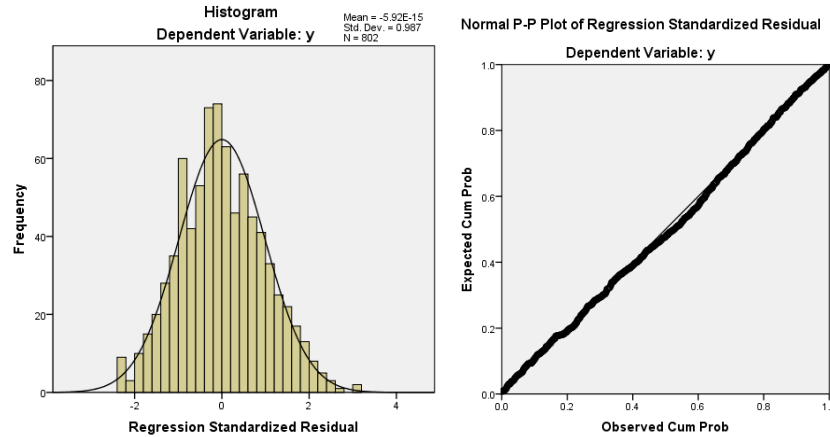 Histogram
Dependent Variable: y
Mean = -5.92E-15
Std. Dev. = 0.987
N = 802
80
60
40
20
0
Frequency
-2
0
2
4
Regression Standardized Residual
Normal P-P Plot of Regression Standardized Residual
Dependent Variable: y
1.0
0.8
0.6
0.4
0.2
0.0
Expected Cum Prob
0.0
0.2
0.4
0.6
0.8
1.0
Observed Cum Prob